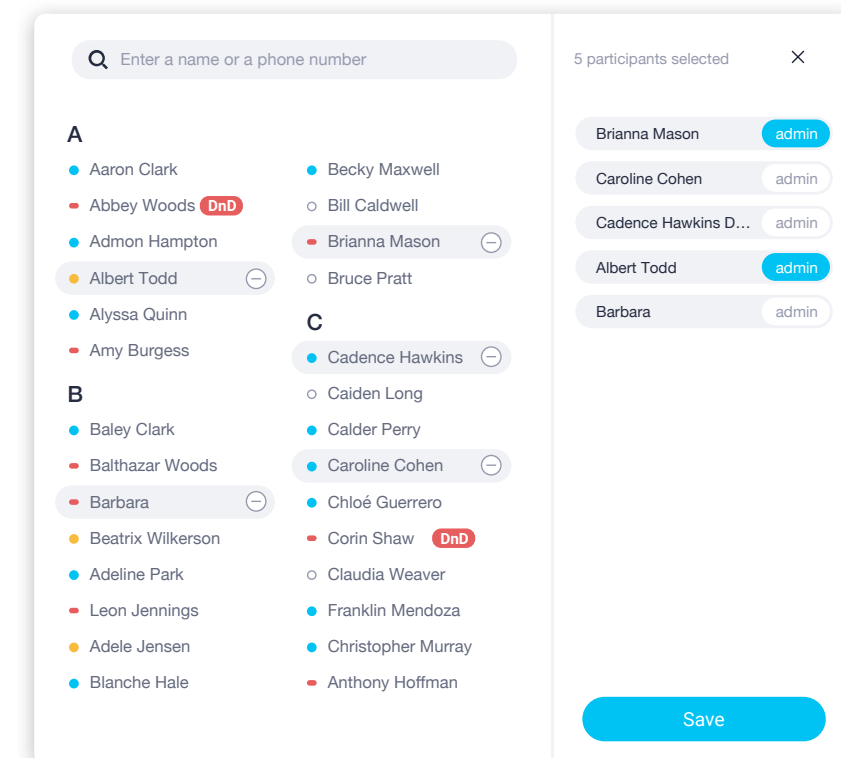 Enter a name or a phone number
A
Aaron Clark
Abbey Woods DnD
Admon Hampton
Albert Todd
Alyssa Quinn
Amy Burgess
B
Baley Clark
Balthazar Woods
Barbara
Beatrix Wilkerson
Adeline Park
Leon Jennings
Adele Jensen
Blanche Hale
Becky Maxwell
Bill Caldwell
Brianna Mason
Bruce Pratt
C
Cadence Hawkins
Caiden Long
Calder Perry
Caroline Cohen
Chloé Guerrero
Corin Shaw DnD
Claudia Weaver
Franklin Mendoza
Christopher Murray
Anthony Hoffman
5 participants selected
Brianna Mason admin
Caroline Cohen admin
Cadence Hawkins D... admin
Albert Todd admin
Barbara admin
Save